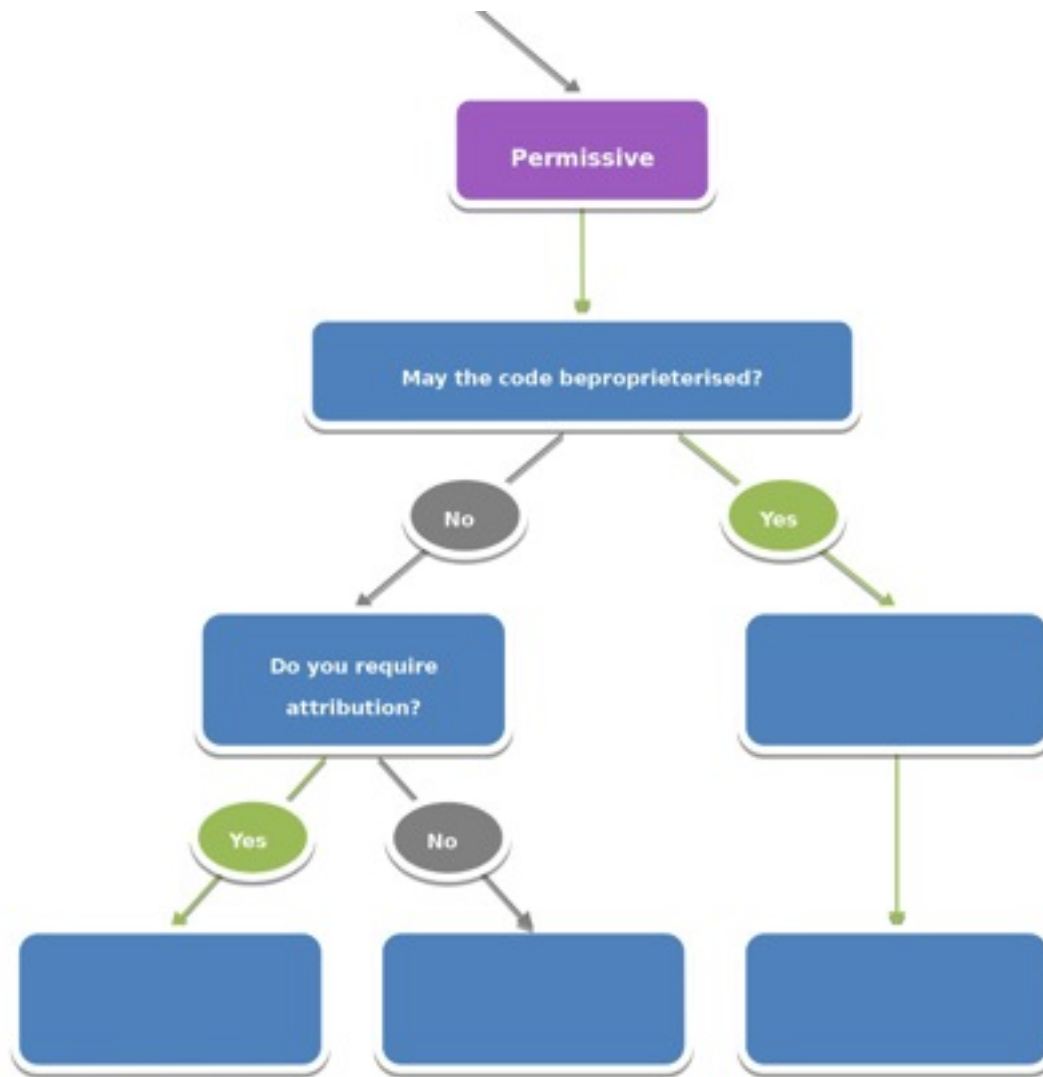 Permissive
May the code beproprieterised?
No
Yes
Do you require
attribution?
Yes
No